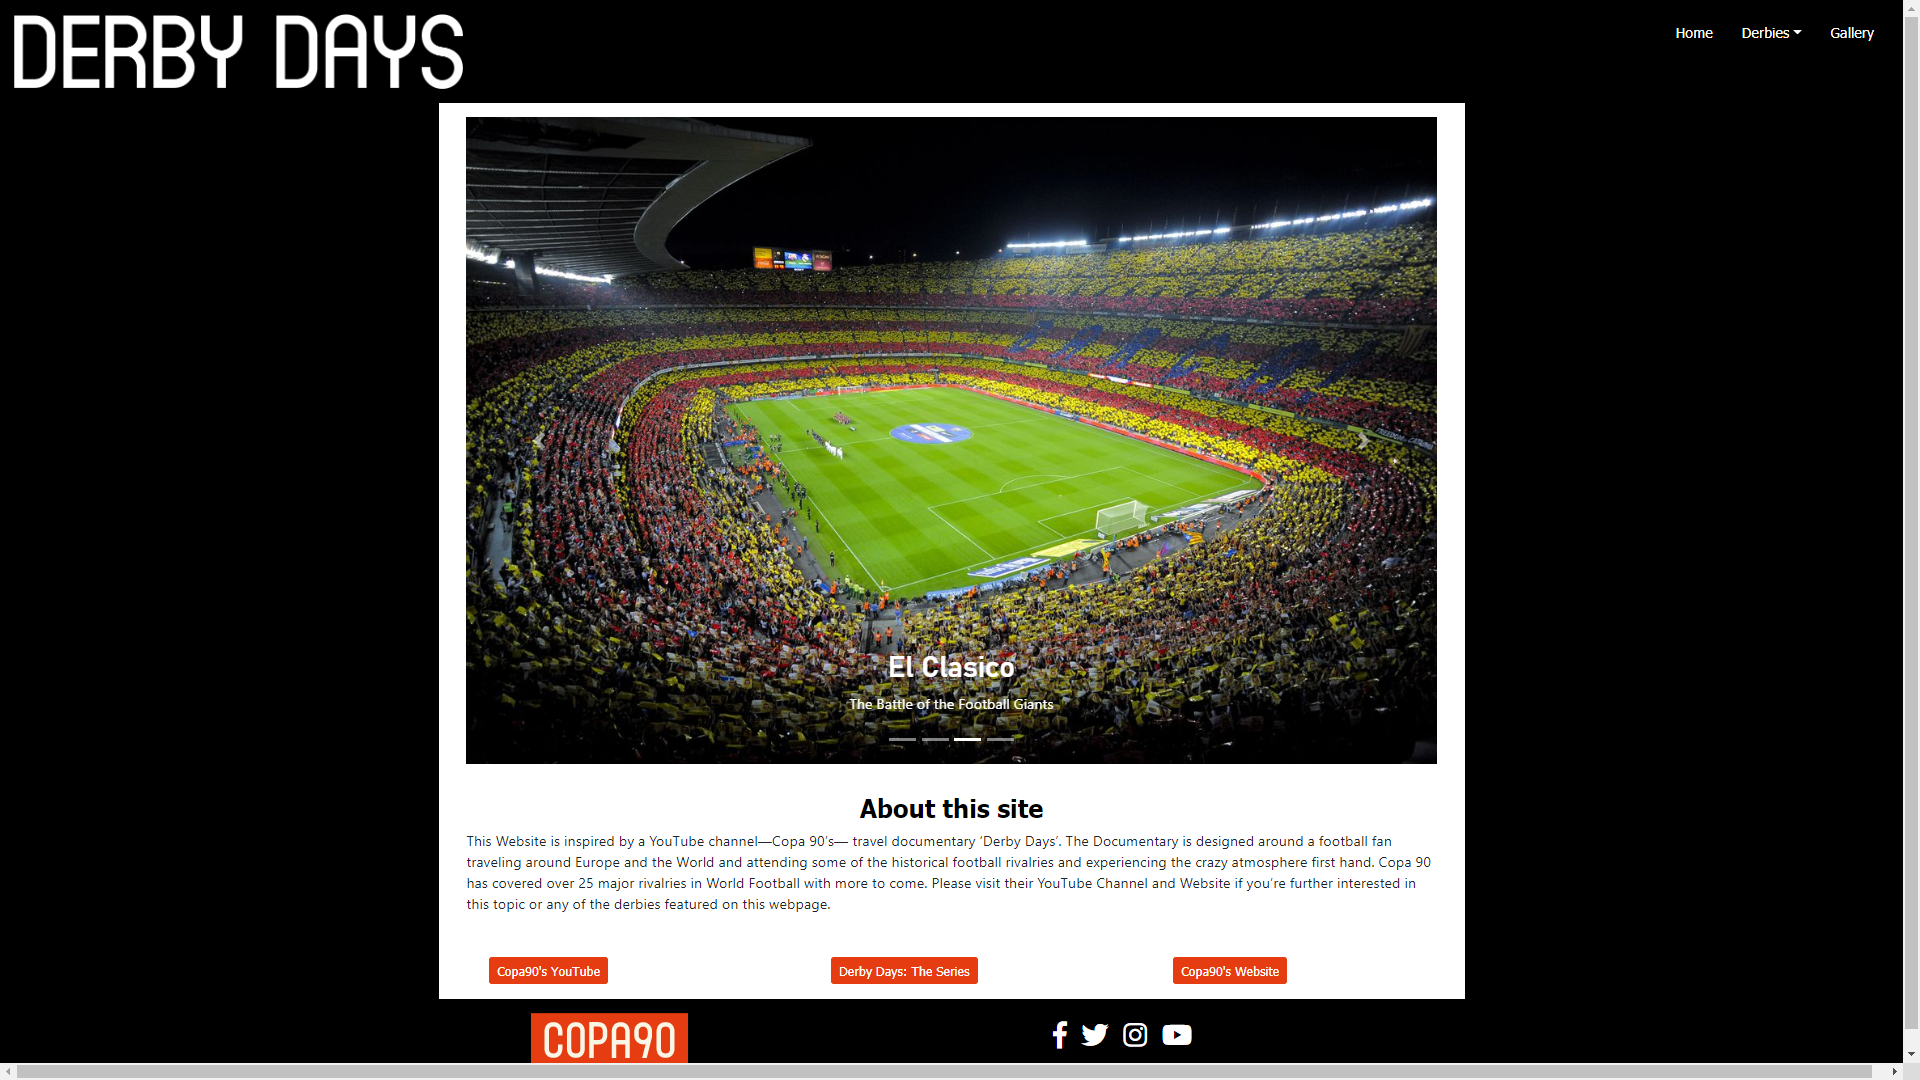 DERBY DAYS
Home
Derbies
Gallery
El Clasico
The Battle of the Football Giants
About this site
This Website is inspired by a YouTube channel—Copa 90’s— travel documentary ‘Derby Days’. The Documentary is designed around a football fan
traveling around Europe and the World and attending some of the historical football rivalries and experiencing the crazy atmosphere first hand. Copa 90
has covered over 25 major rivalries in World Football with more to come. Please visit their YouTube Channel and Website if you’re further interested in
this topic or any of the derbies featured on this webpage.
Copa90's YouTube
Derby Days: The Series
Copa90's Website
COPA90